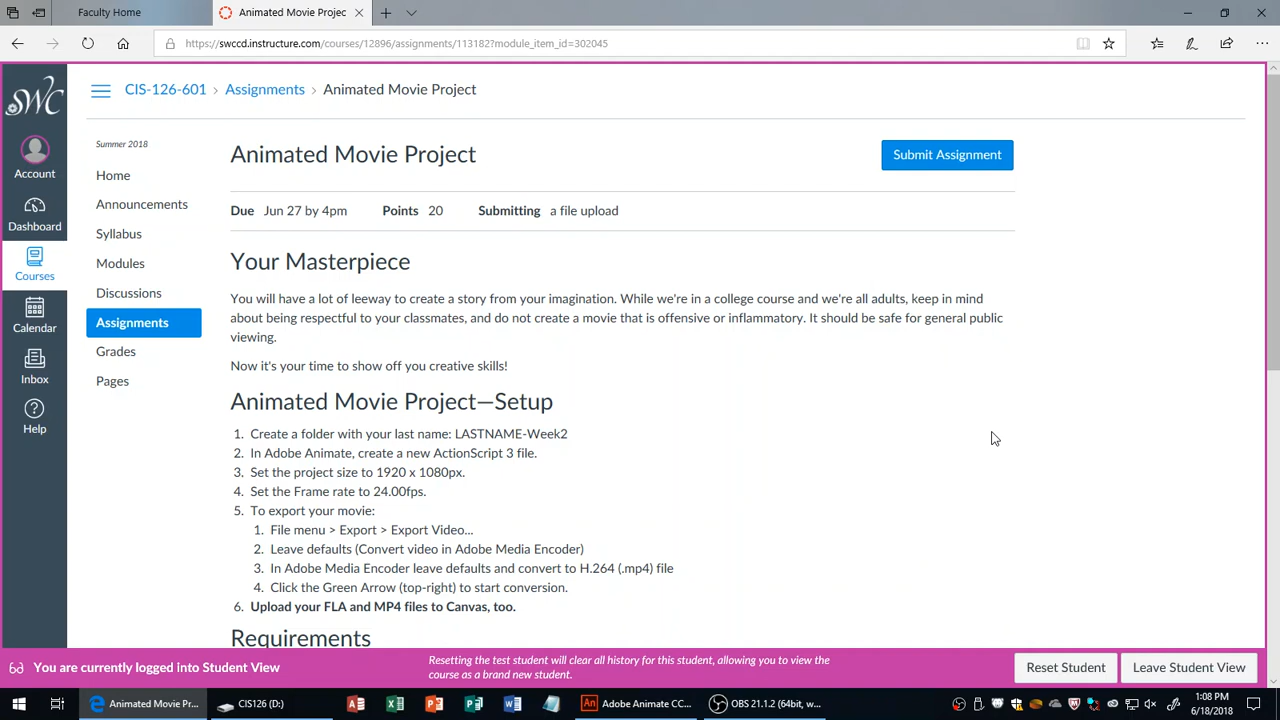 Faculty Home
Animated Movie Projec
https://swccd.instructure.com/courses/12896/assignments/113182?module_item_id=302045
SWC
CIS-126-601 › Assignments › Animated Movie Project
Summer 2018
Account
Dashboard
Courses
Calendar
Inbox
Help
Home
Announcements
Syllabus
Modules
Discussions
Assignments
Grades
Pages
Animated Movie Project
Submit Assignment
Due Jun 27 by 4pm Points 20 Submitting a file upload
Your Masterpiece
You will have a lot of leeway to create a story from your imagination. While we're in a college course and we're all adults, keep in mind
about being respectful to your classmates, and do not create a movie that is offensive or inflammatory. It should be safe for general public
viewing.
Now it's your time to show off you creative skills!
Animated Movie Project—Setup
1. Create a folder with your last name: LASTNAME-Week2
2. In Adobe Animate, create a new ActionScript 3 file.
3. Set the project size to 1920 x 1080px.
4. Set the Frame rate to 24.00fps.
5. To export your movie:
1. File menu > Export > Export Video...
2. Leave defaults (Convert video in Adobe Media Encoder)
3. In Adobe Media Encoder leave defaults and convert to H.264 (.mp4) file
4. Click the Green Arrow (top-right) to start conversion.
6. Upload your FLA and MP4 files to Canvas, too.
Requirements
You are currently logged into Student View
Resetting the test student will clear all history for this student, allowing you to view the
course as a brand new student.
Reset Student
Leave Student View
Animated Movie Pr...
CIS126 (D:)
Adobe Animate CC...
OBS 21.1.2 (64bit, w...
1:08 PM
6/18/2018